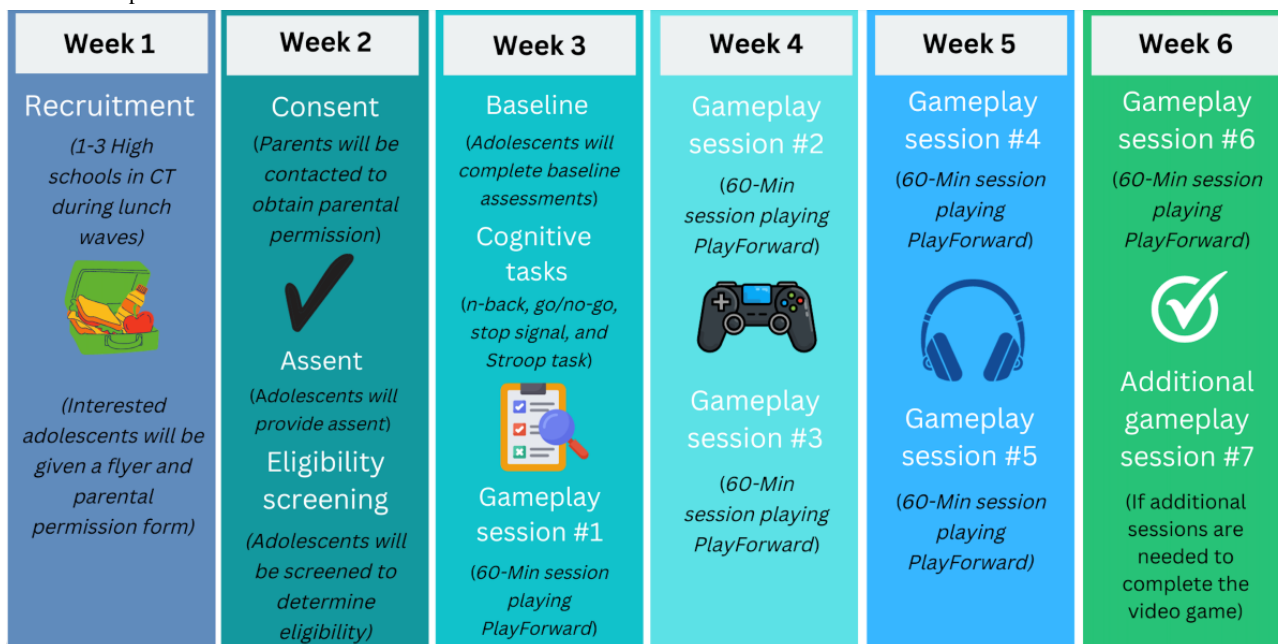 Week 1
Recruitment
(1-3 High
schools in CT
during lunch
waves)
(Interested
adolescents will be
given a flyer and
parental
permission form)
Week 2
Consent
(Parents will be
contacted to
obtain parental
permission)
Assent
(Adolescents will
provide assent)
Eligibility
screening
(Adolescents will
be screened to
determine
eligibility)
Week 3
Baseline
(Adolescents will
complete baseline
assessments)
Cognitive
tasks
(n-back, go/no-go,
stop signal, and
Stroop task)
Gameplay
session #1
(60-Min session
playing
PlayForward)
Week 4
Gameplay
session #2
(60-Min
session playing
PlayForward)
Gameplay
session #3
(60-Min
session playing
PlayForward)
Week 5
Gameplay
session #4
(60-Min session
playing
PlayForward)
Gameplay
session #5
(60-Min session
playing
PlayForward)
Week 6
Gameplay
session #6
(60-Min session
playing
PlayForward)
Additional
gameplay
session #7
(If additional
sessions are
needed to
complete the
video game)